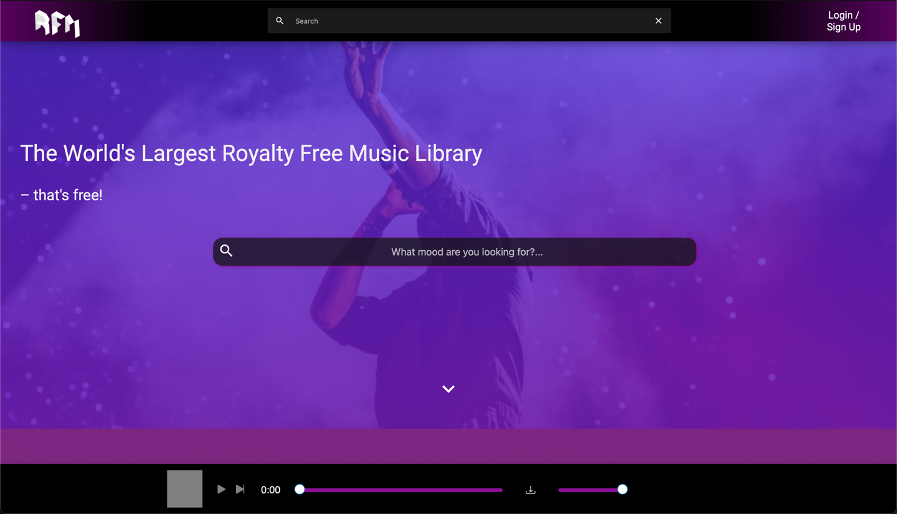 RFM
Search
Login /
Sign Up
The World's Largest Royalty Free Music Library
– that's free!
What mood are you looking for?...
0:00